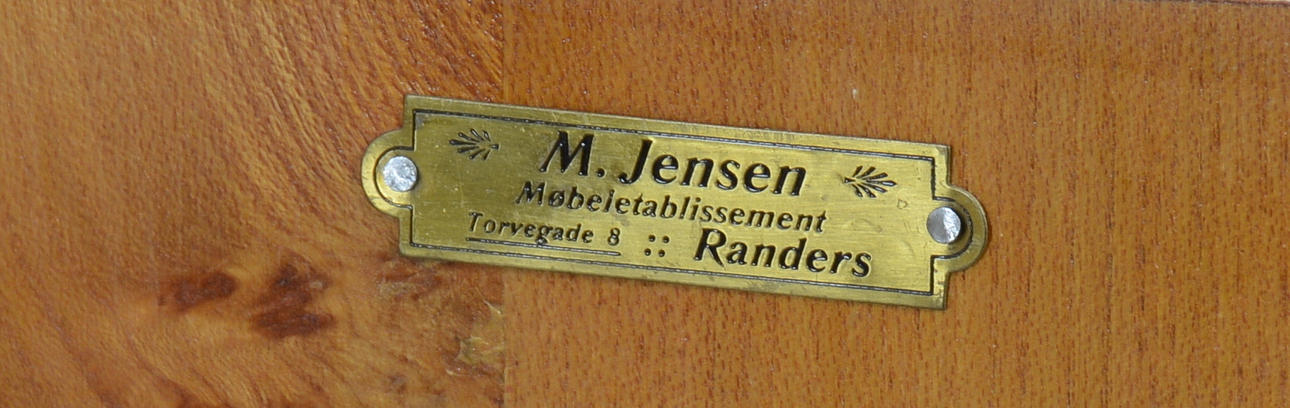 M. Jensen
Møbeletablissement
Torvegade 8 :: Randers